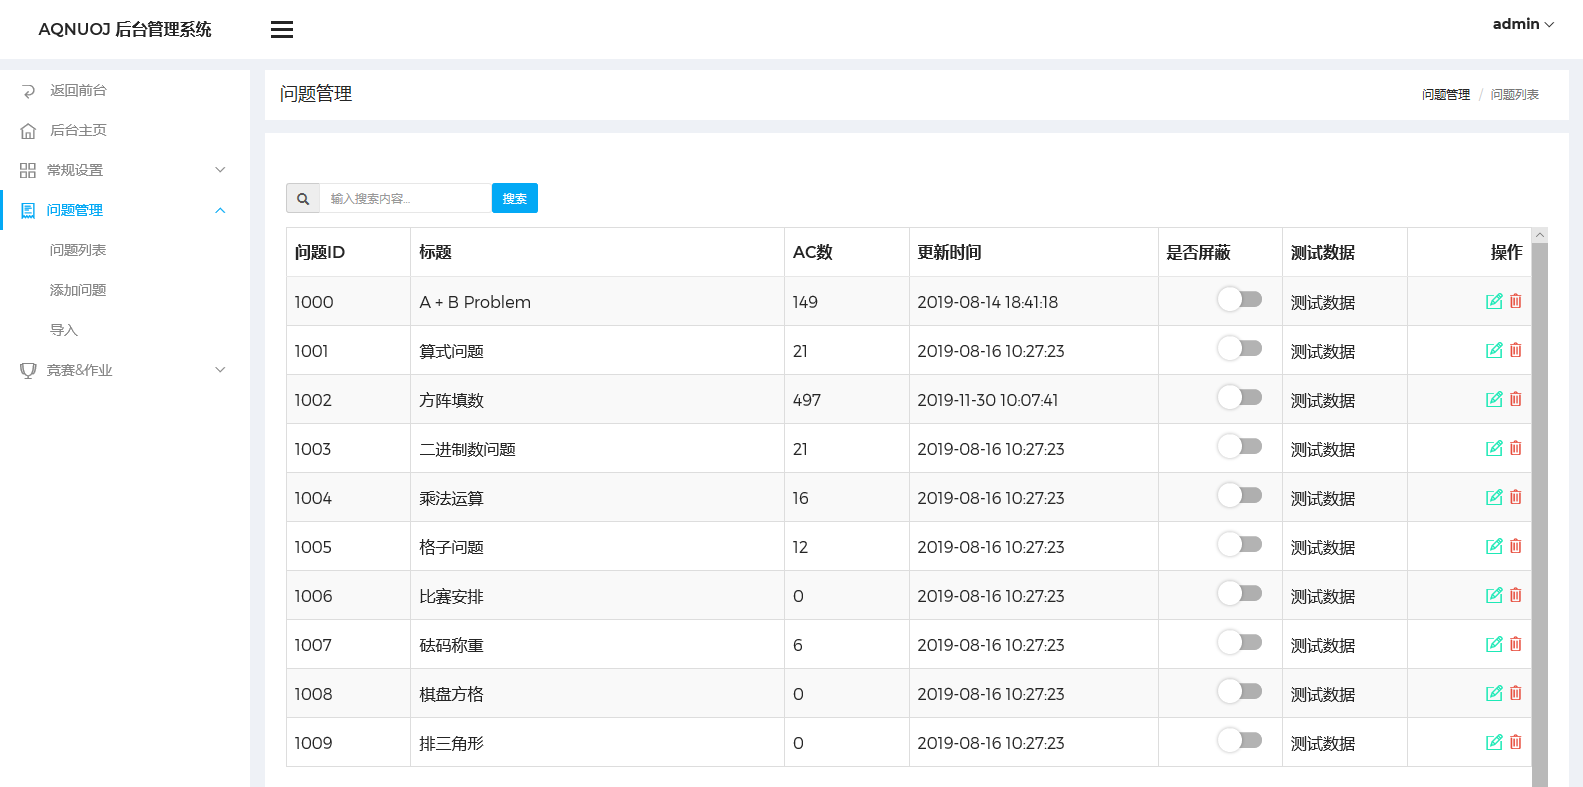 AQNUOJ 后台管理系统
admin
返回前台
后台主页
常规设置
问题管理
问题列表
添加问题
导入
竞赛&作业
问题管理
问题管理 / 问题列表
输入搜索内容... 搜索
问题ID 标题 AC数 更新时间 是否屏蔽 测试数据 操作
1000 A + B Problem 149 2019-08-14 18:41:18 测试数据
1001 算式问题 21 2019-08-16 10:27:23 测试数据
1002 方阵填数 497 2019-11-30 10:07:41 测试数据
1003 二进制数问题 21 2019-08-16 10:27:23 测试数据
1004 乘法运算 16 2019-08-16 10:27:23 测试数据
1005 格子问题 12 2019-08-16 10:27:23 测试数据
1006 比赛安排 0 2019-08-16 10:27:23 测试数据
1007 砝码称重 6 2019-08-16 10:27:23 测试数据
1008 棋盘方格 0 2019-08-16 10:27:23 测试数据
1009 排三角形 0 2019-08-16 10:27:23 测试数据